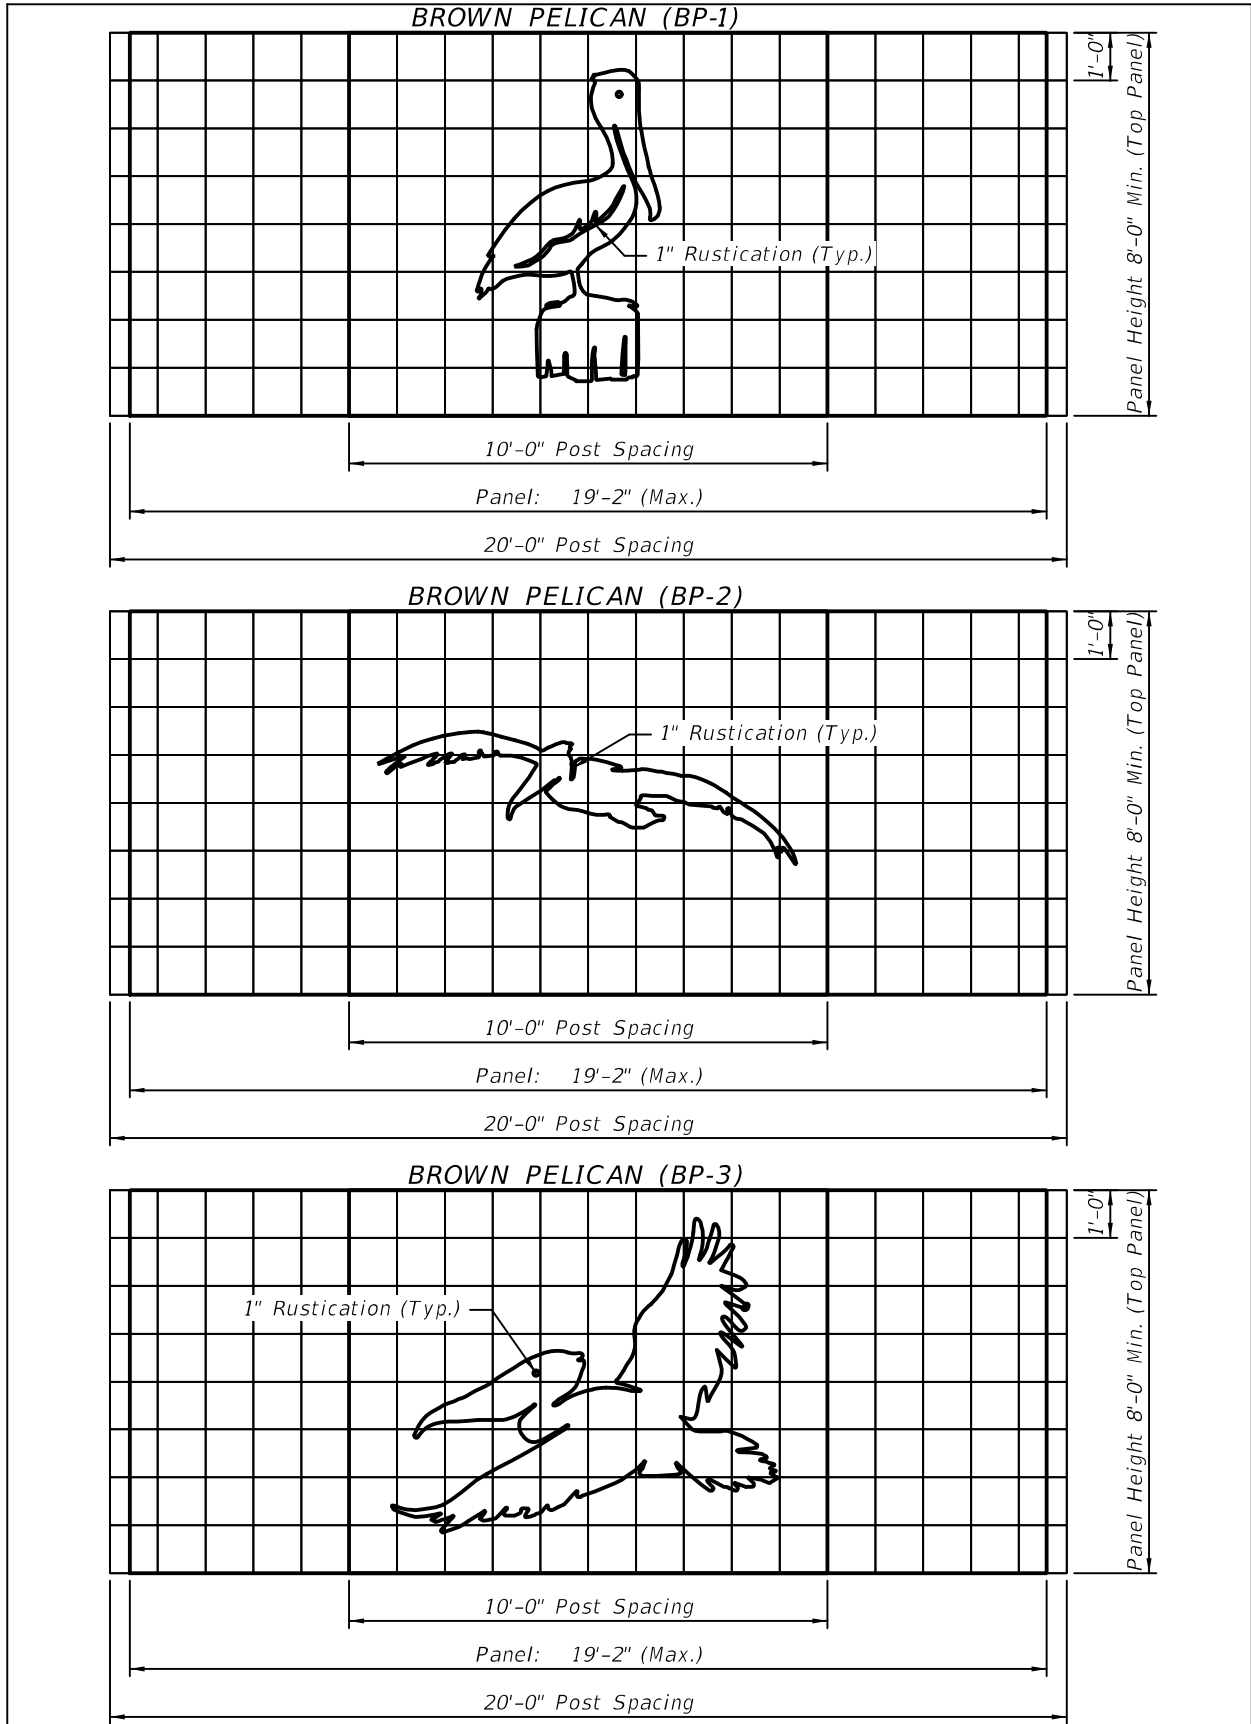 BROWN PELICAN (BP-1)
1'-0"
Panel Height 8'-0" Min. (Top Panel)
1" Rustication (Typ.)
10'-0" Post Spacing
Panel: 19'-2" (Max.)
20'-0" Post Spacing
BROWN PELICAN (BP-2)
1'-0"
Panel Height 8'-0" Min. (Top Panel)
1" Rustication (Typ.)
10'-0" Post Spacing
Panel: 19'-2" (Max.)
20'-0" Post Spacing
BROWN PELICAN (BP-3)
1'-0"
Panel Height 8'-0" Min. (Top Panel)
1" Rustication (Typ.)
10'-0" Post Spacing
Panel: 19'-2" (Max.)
20'-0" Post Spacing